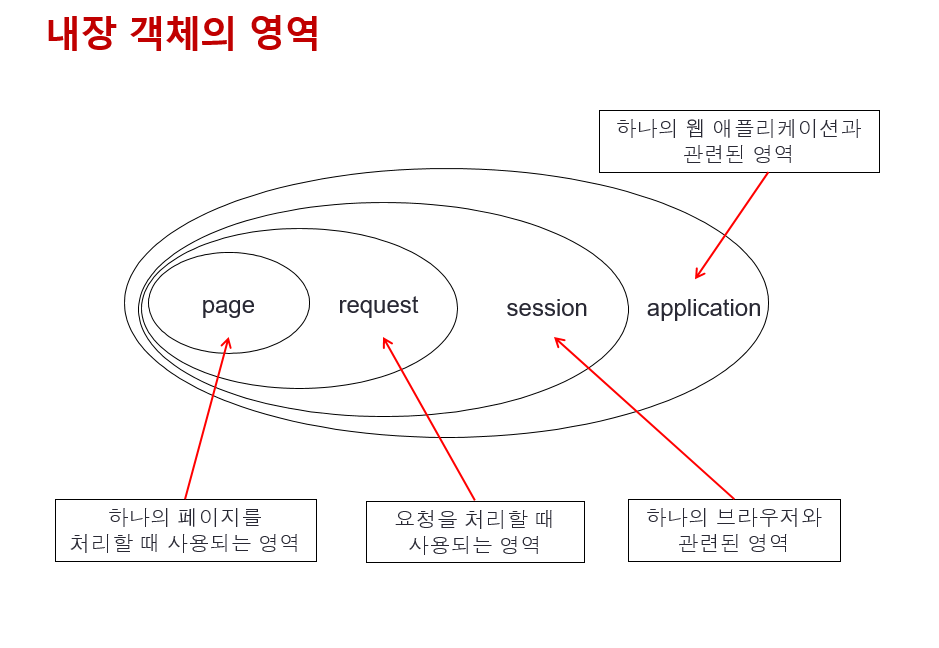 내장 객체의 영역
하나의 웹 애플리케이션과
관련된 영역
page
request
session
application
하나의 페이지를
처리할 때 사용되는 영역
요청을 처리할 때
사용되는 영역
하나의 브라우저와
관련된 영역